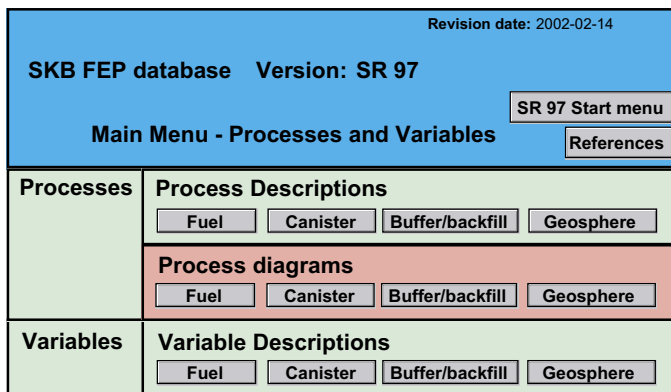 Revision date: 2002-02-14
SKB FEP database Version: SR 97
SR 97 Start menu
Main Menu - Processes and Variables
References
Processes
Process Descriptions
Fuel Canister Buffer/backfill Geosphere
Process diagrams
Fuel Canister Buffer/backfill Geosphere
Variables
Variable Descriptions
Fuel Canister Buffer/backfill Geosphere